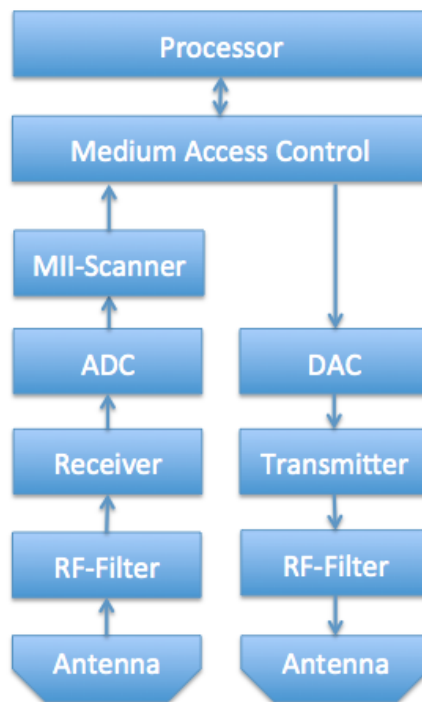 Processor
Medium Access Control
MII-Scanner
ADC
DAC
Receiver
Transmitter
RF-Filter
RF-Filter
Antenna
Antenna